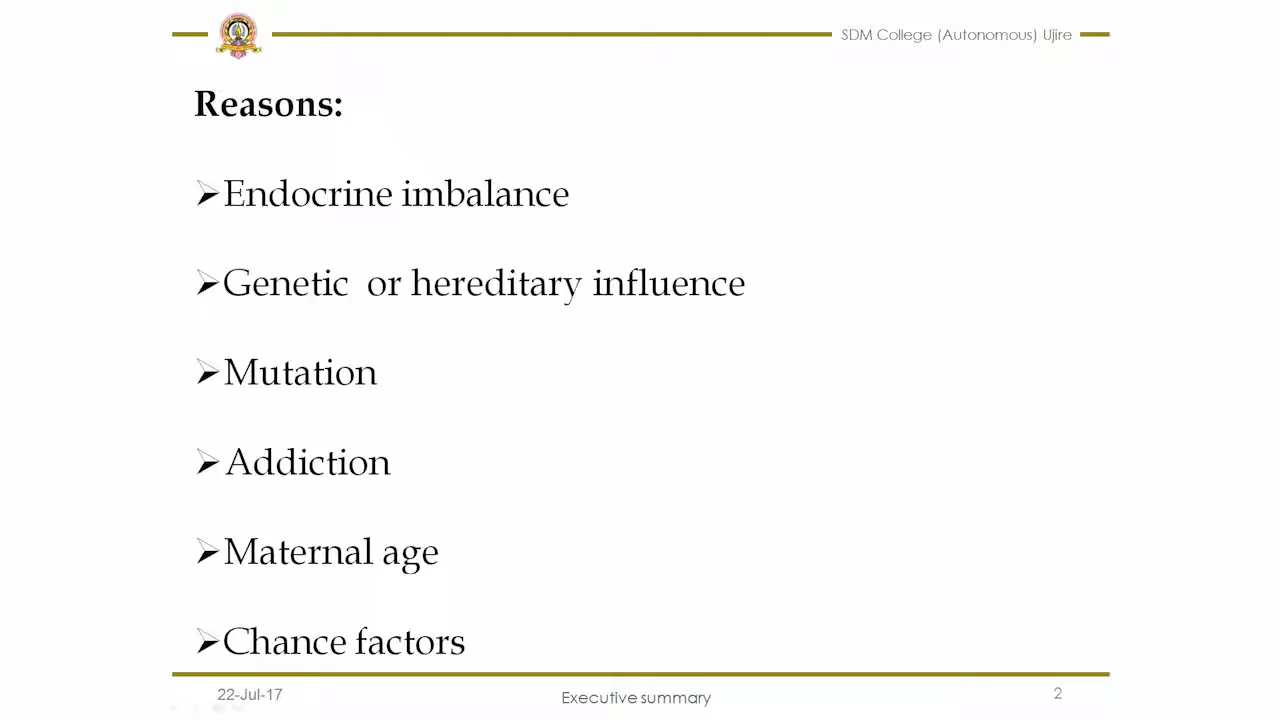 SDM College (Autonomous) Ujire
Reasons:
➢Endocrine imbalance
➢Genetic or hereditary influence
➢Mutation
➢Addiction
➢Maternal age
➢Chance factors
22-Jul-17
Executive summary
2